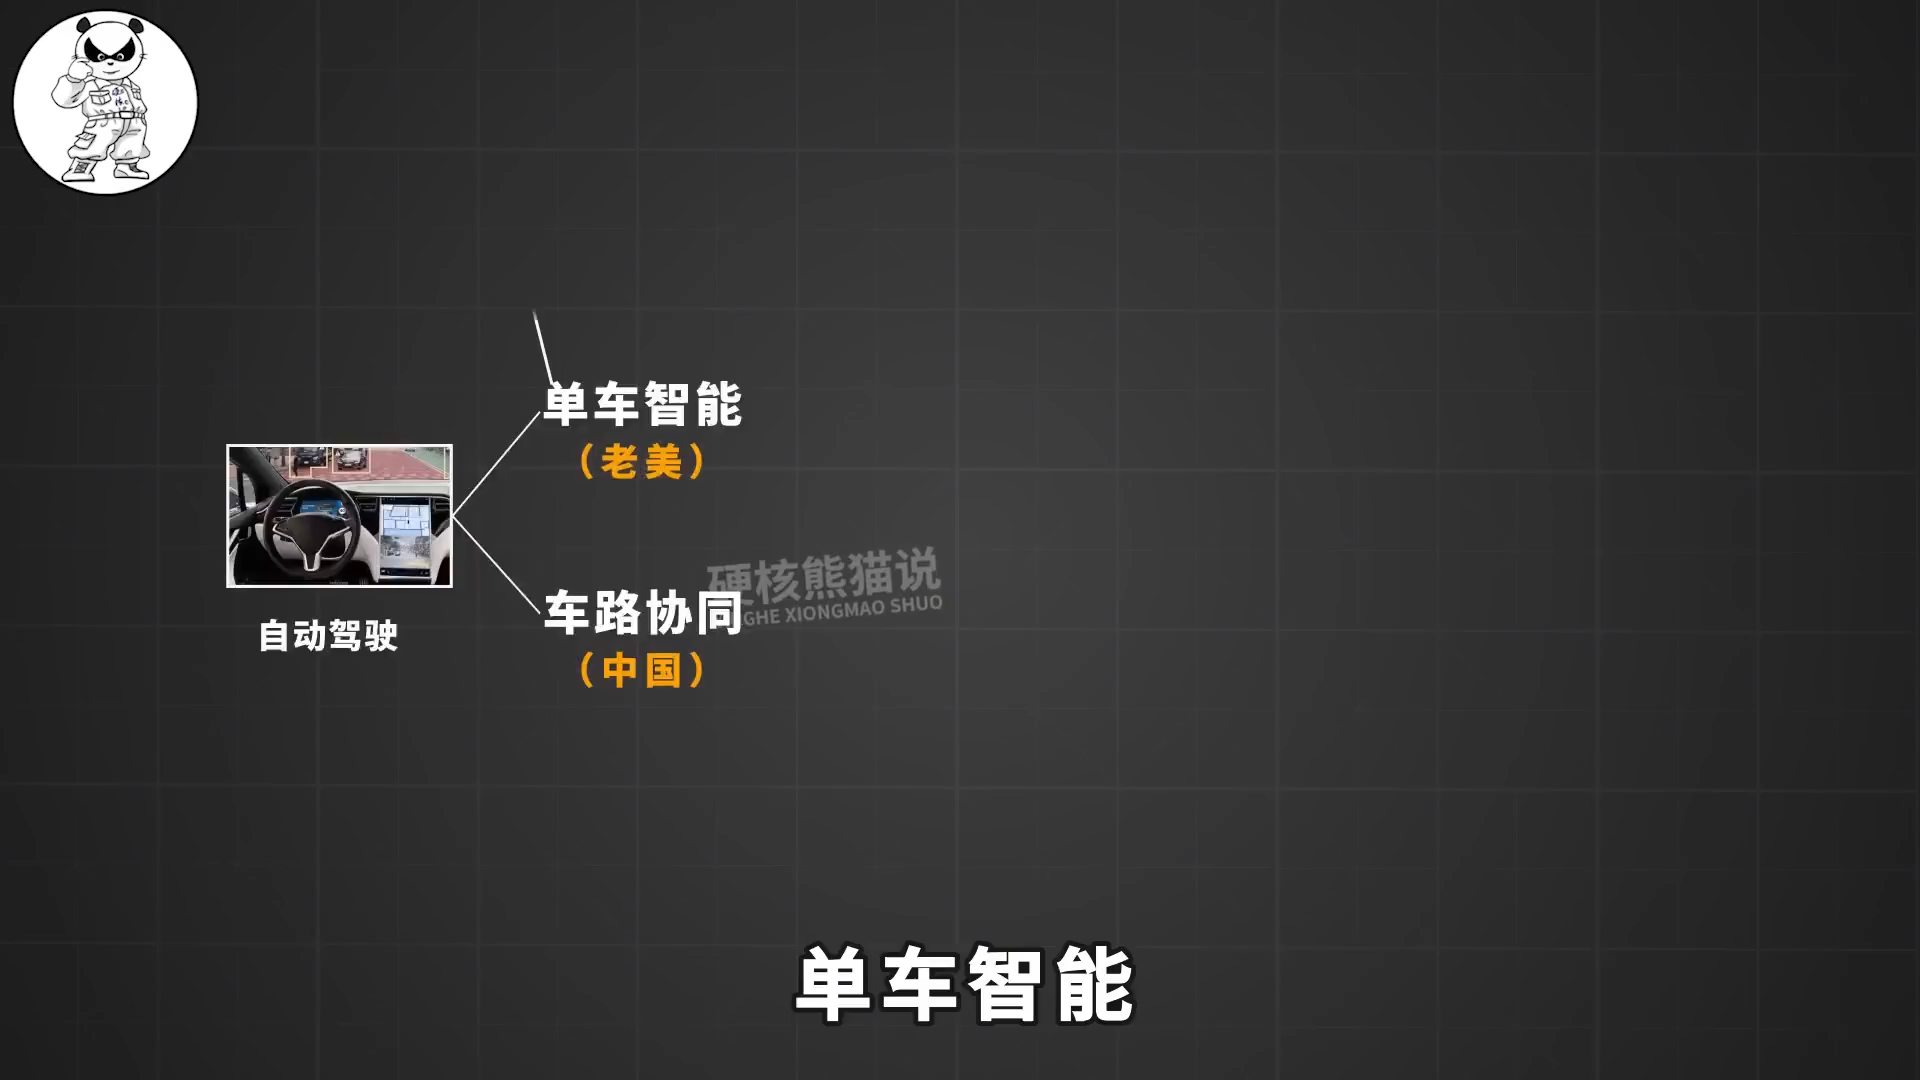 单车智能
（老美）
硬核熊猫说
GHE XIONGMAO SHUO
车路协同
（中国）
自动驾驶
单车智能